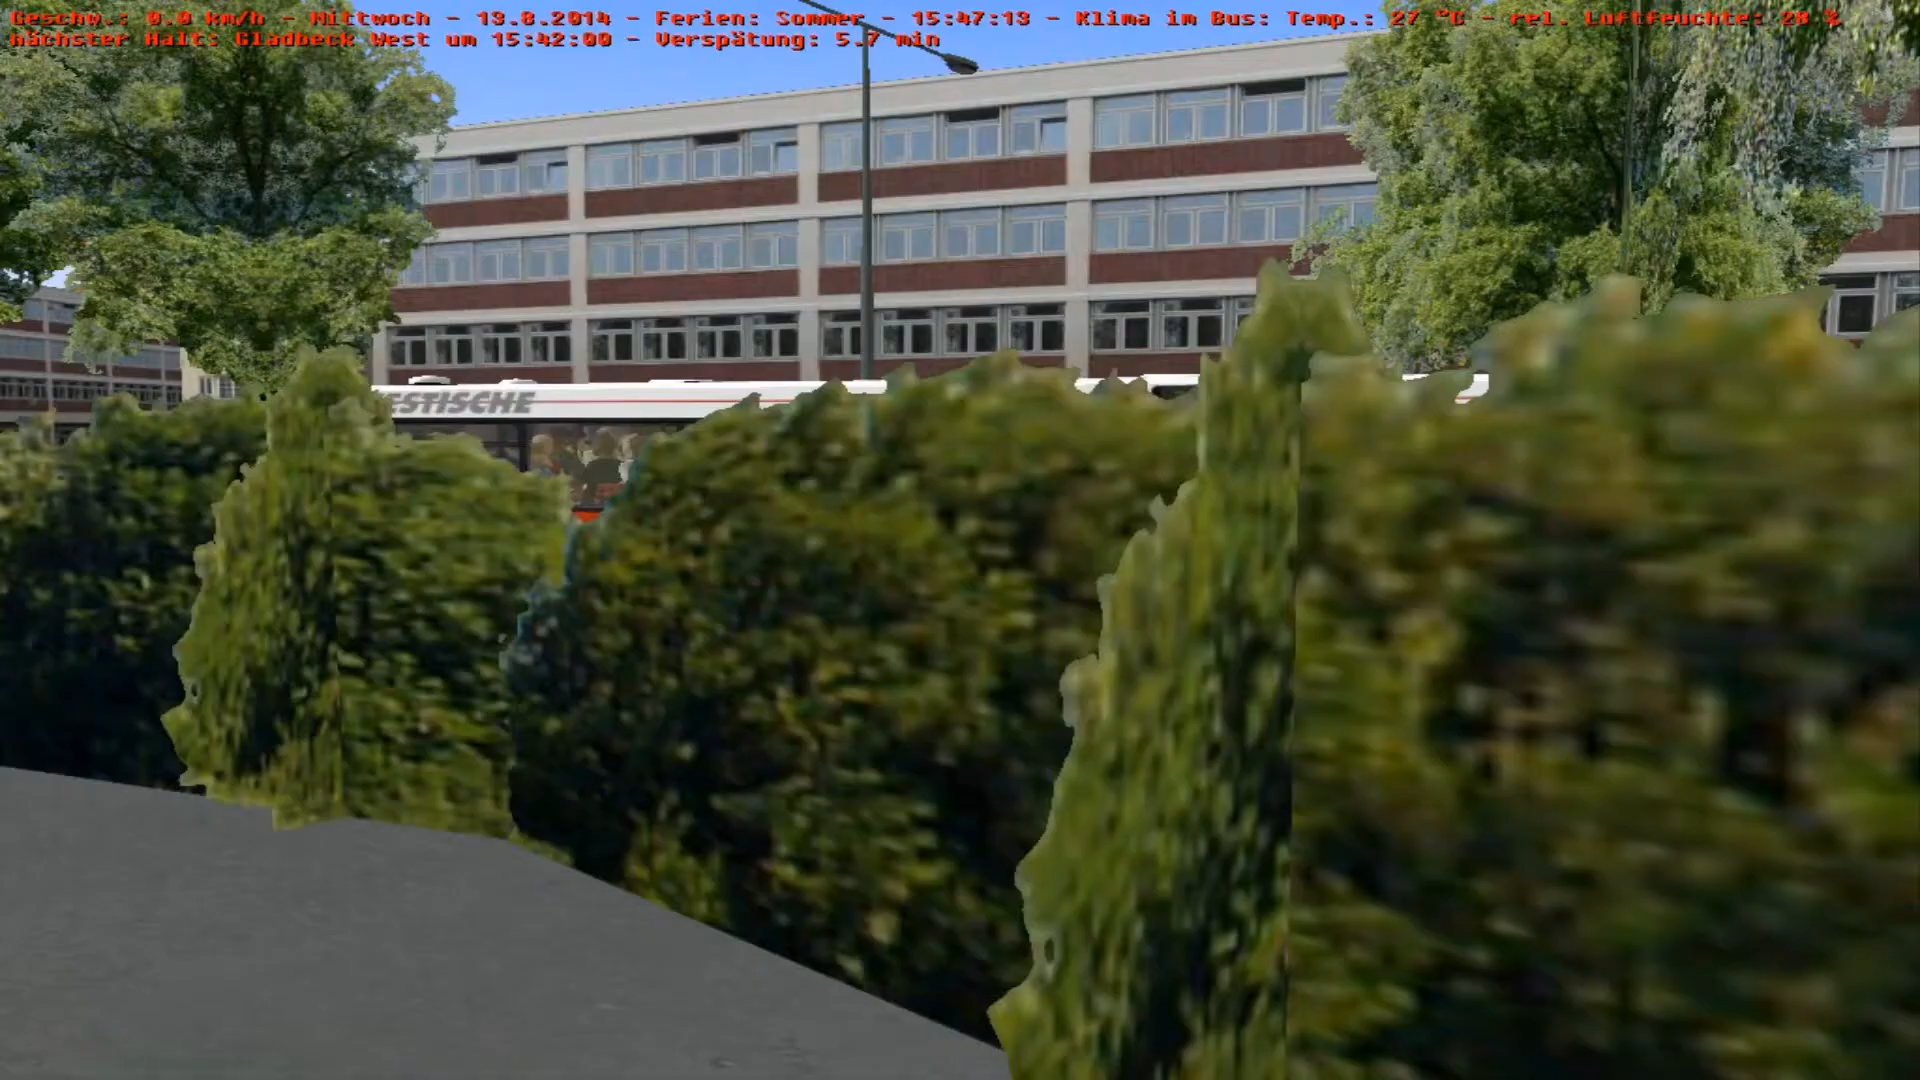 Geschw.: 0.0 km/h - Mittwoch - 13.8.2014 - Ferien: Sommer - 15:47:13 - Klima im Bus: Temp.: 27 °C - rel. Luftfeuchte: 28 %
nächster Halt: Gladbeck West um 15:42:00 - Verspätung: 5.7 min
ESTISCHE